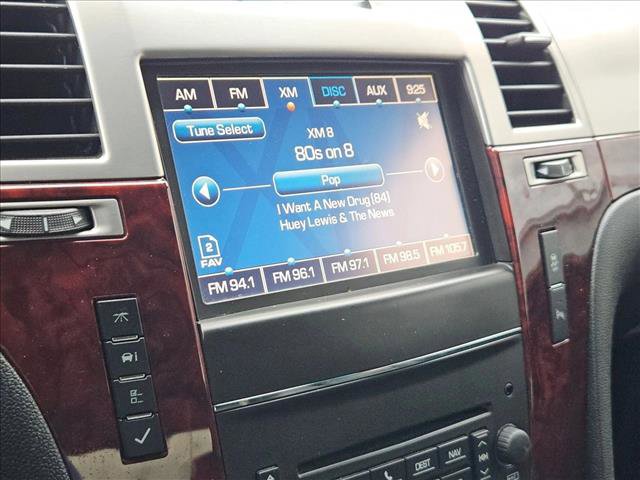 AM FM XM DISC AUX 9:25
Tune Select
XM 8
80s on 8
Pop
I Want A New Drug (84)
Huey Lewis & The News
2
FAV
FM 94.1 FM 96.1 FM 97.1 FM 98.5 FM 105.7
i
DEST NAV